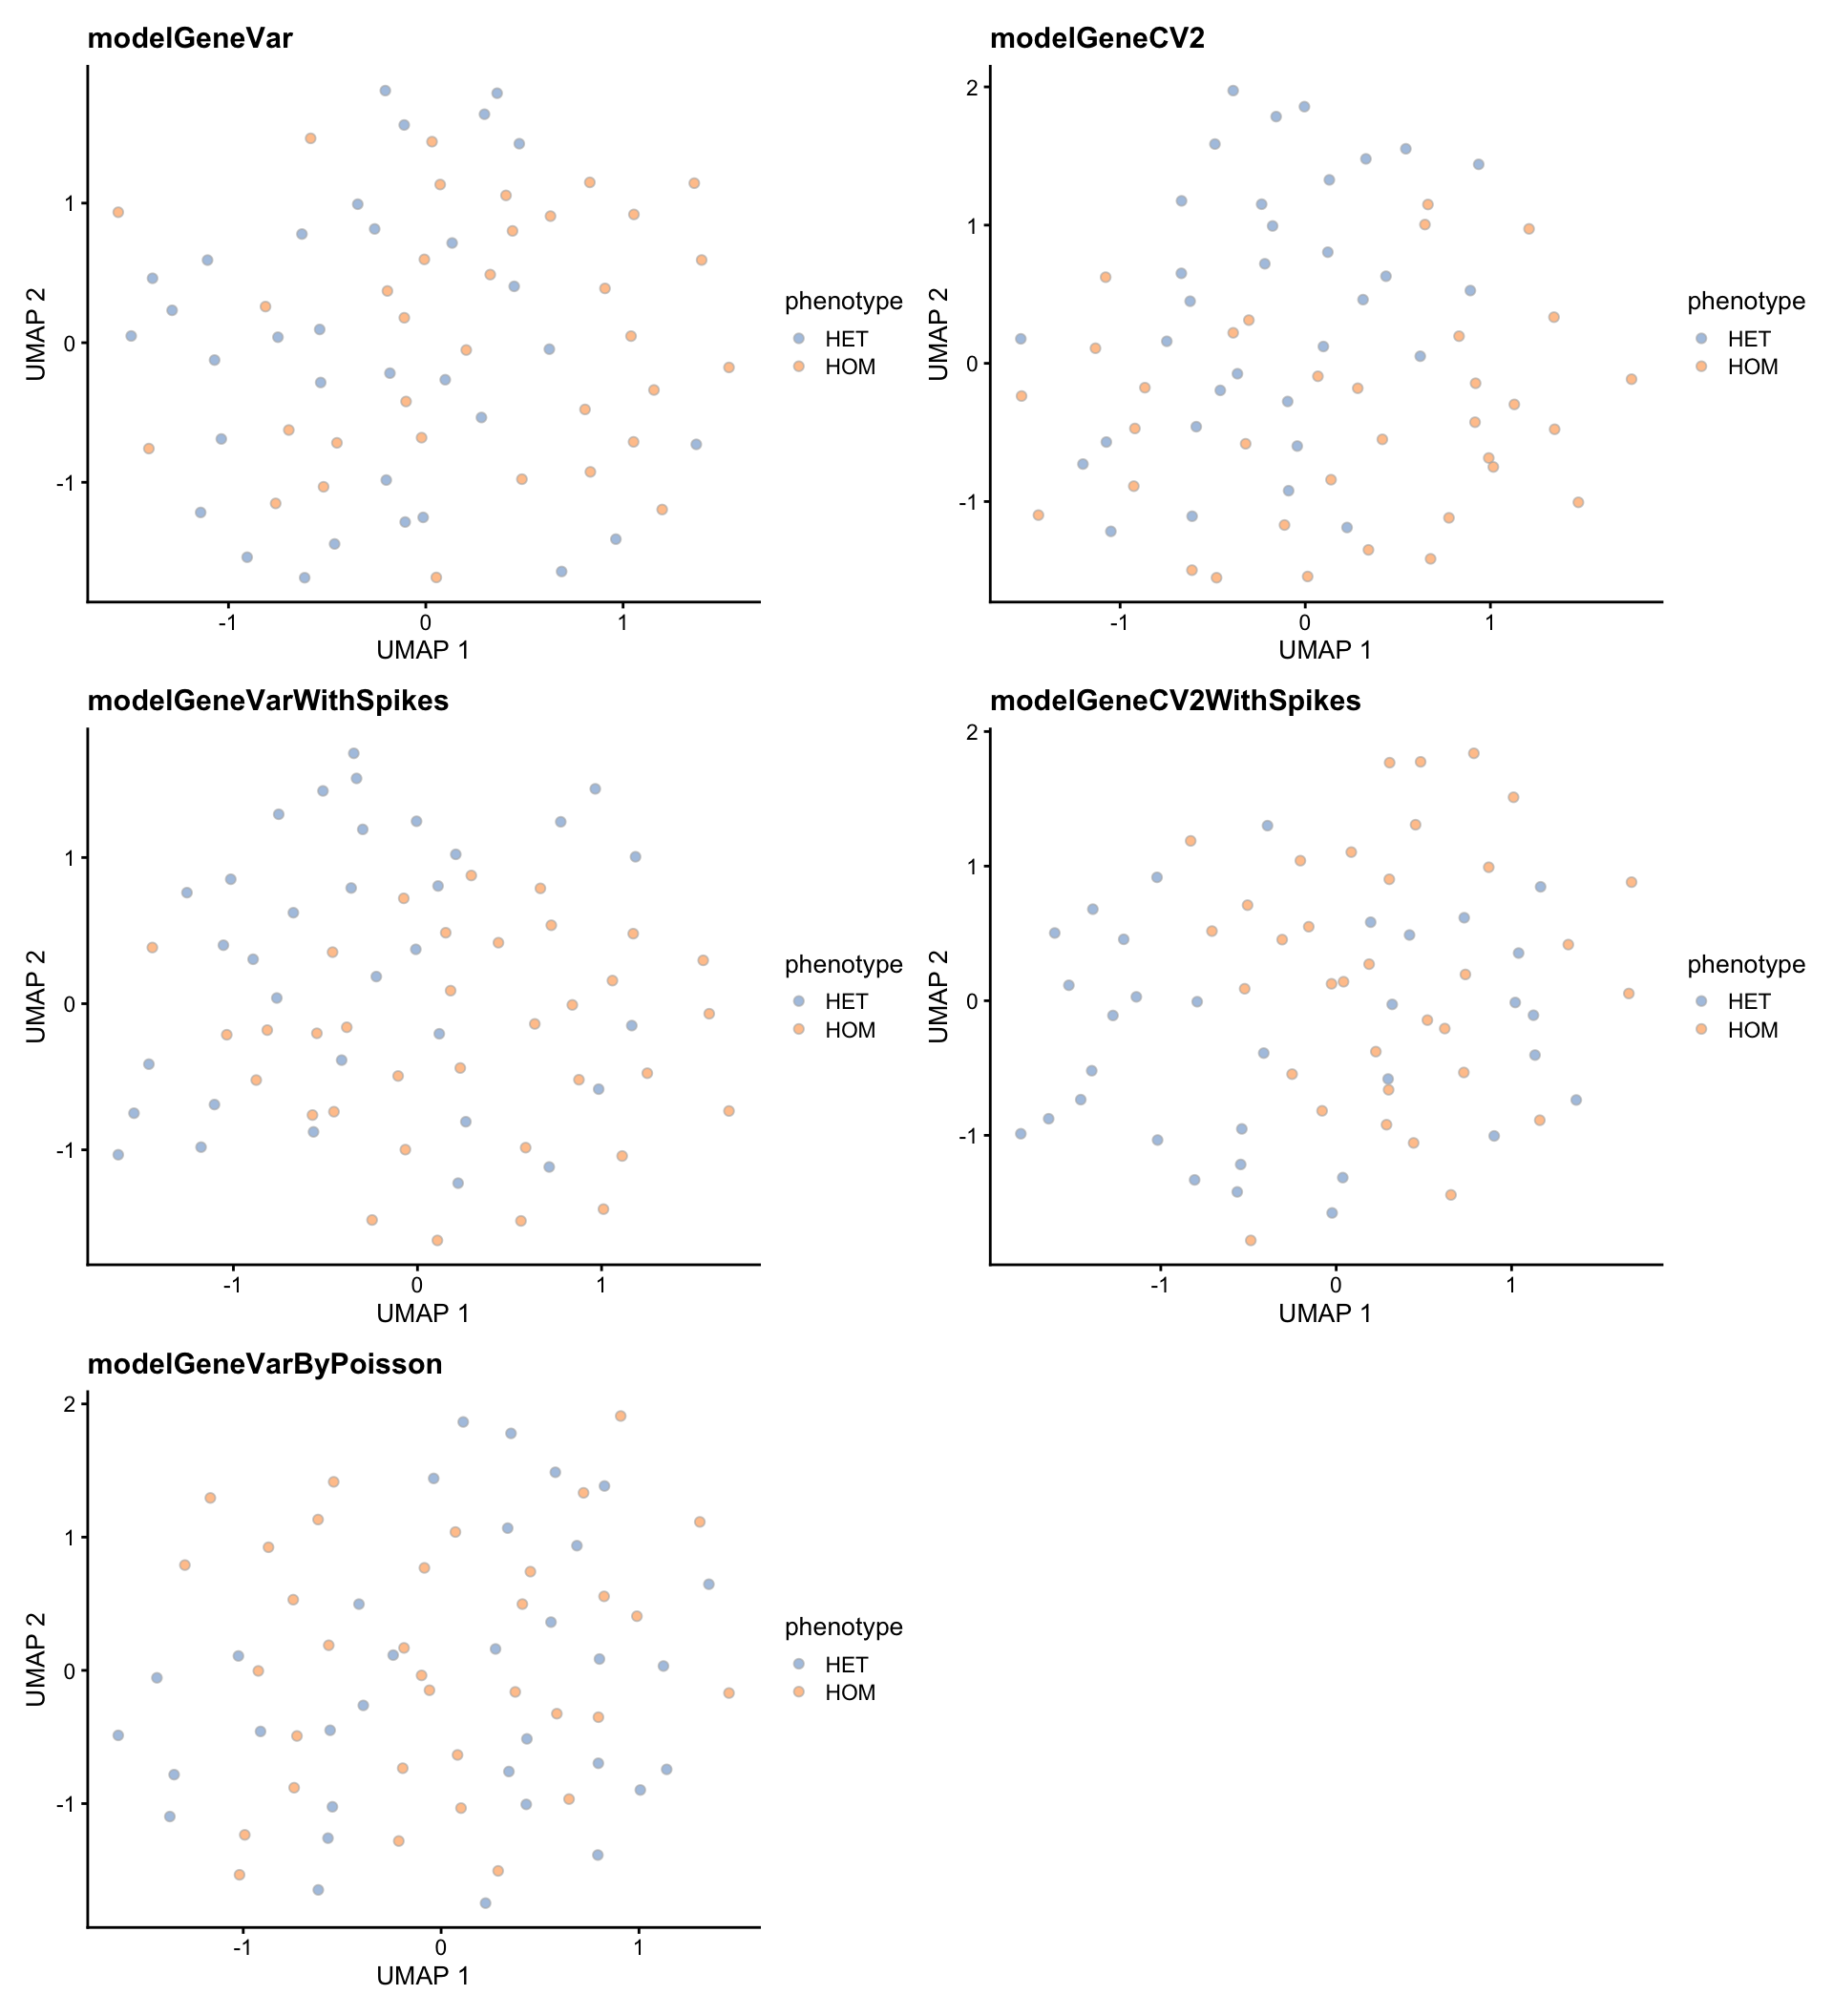 modelGeneVar
1
0
-1
UMAP 2
-1 0 1
UMAP 1
phenotype
HET
HOM
modelGeneCV2
2
1
0
-1
UMAP 2
-1 0 1
UMAP 1
phenotype
HET
HOM
modelGeneVarWithSpikes
1
0
-1
UMAP 2
-1 0 1
UMAP 1
phenotype
HET
HOM
modelGeneCV2WithSpikes
2
1
0
-1
UMAP 2
-1 0 1
UMAP 1
phenotype
HET
HOM
modelGeneVarByPoisson
2
1
0
-1
UMAP 2
-1 0 1
UMAP 1
phenotype
HET
HOM